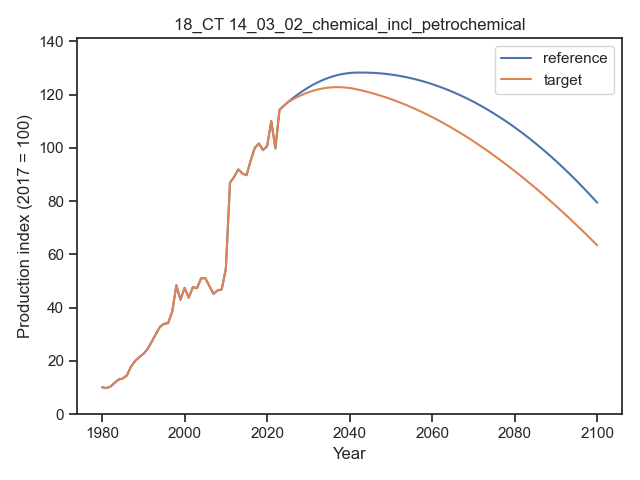 18_CT 14_03_02_chemical_incl_petrochemical
Production index (2017 = 100)
140
120
100
80
60
40
20
0
reference
target
1980 2000 2020 2040 2060 2080 2100
Year